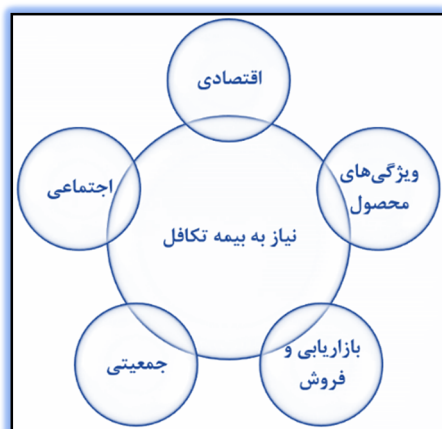 اقتصادی
ویژگی‌های
محصول
اجتماعی
نیاز به بیمه تکافل
بازاریابی و
فروش
جمعیتی